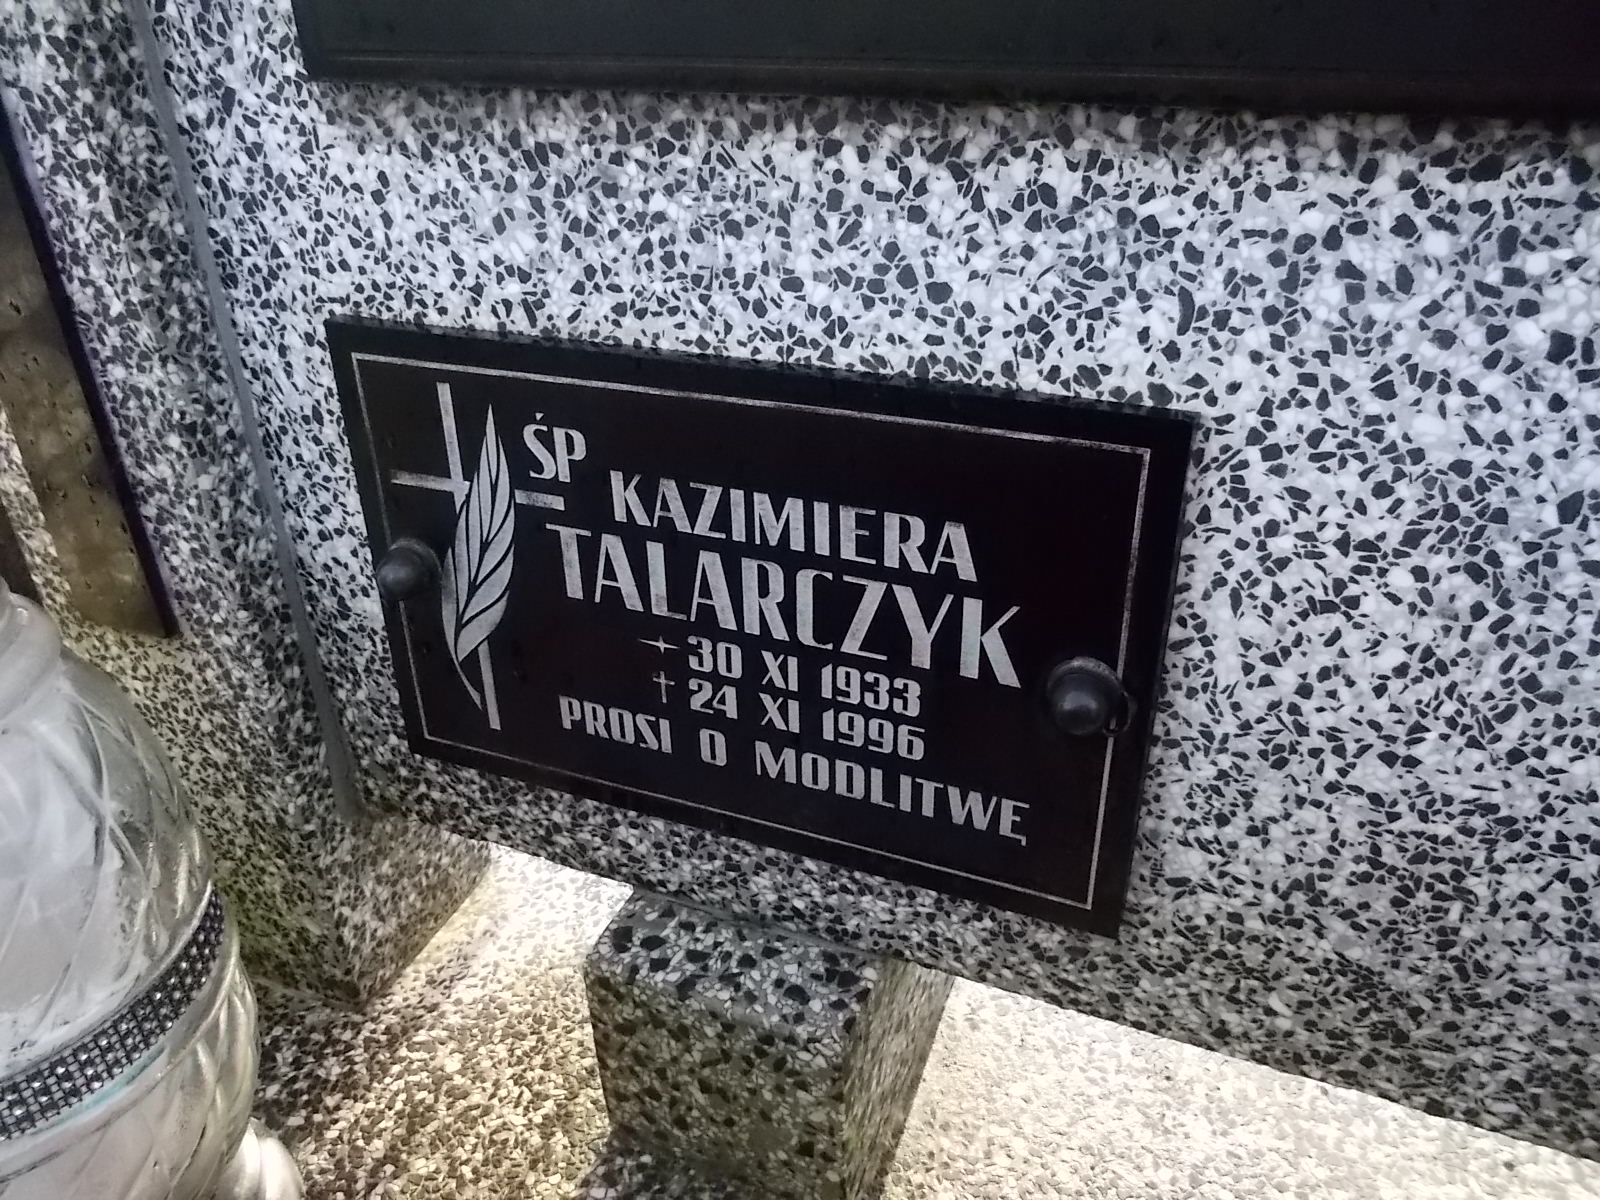 ŚP
KAZIMIERA
TALARCZYK
30 XI 1933
† 24 XI 1996
PROSI O MODLITWĘ